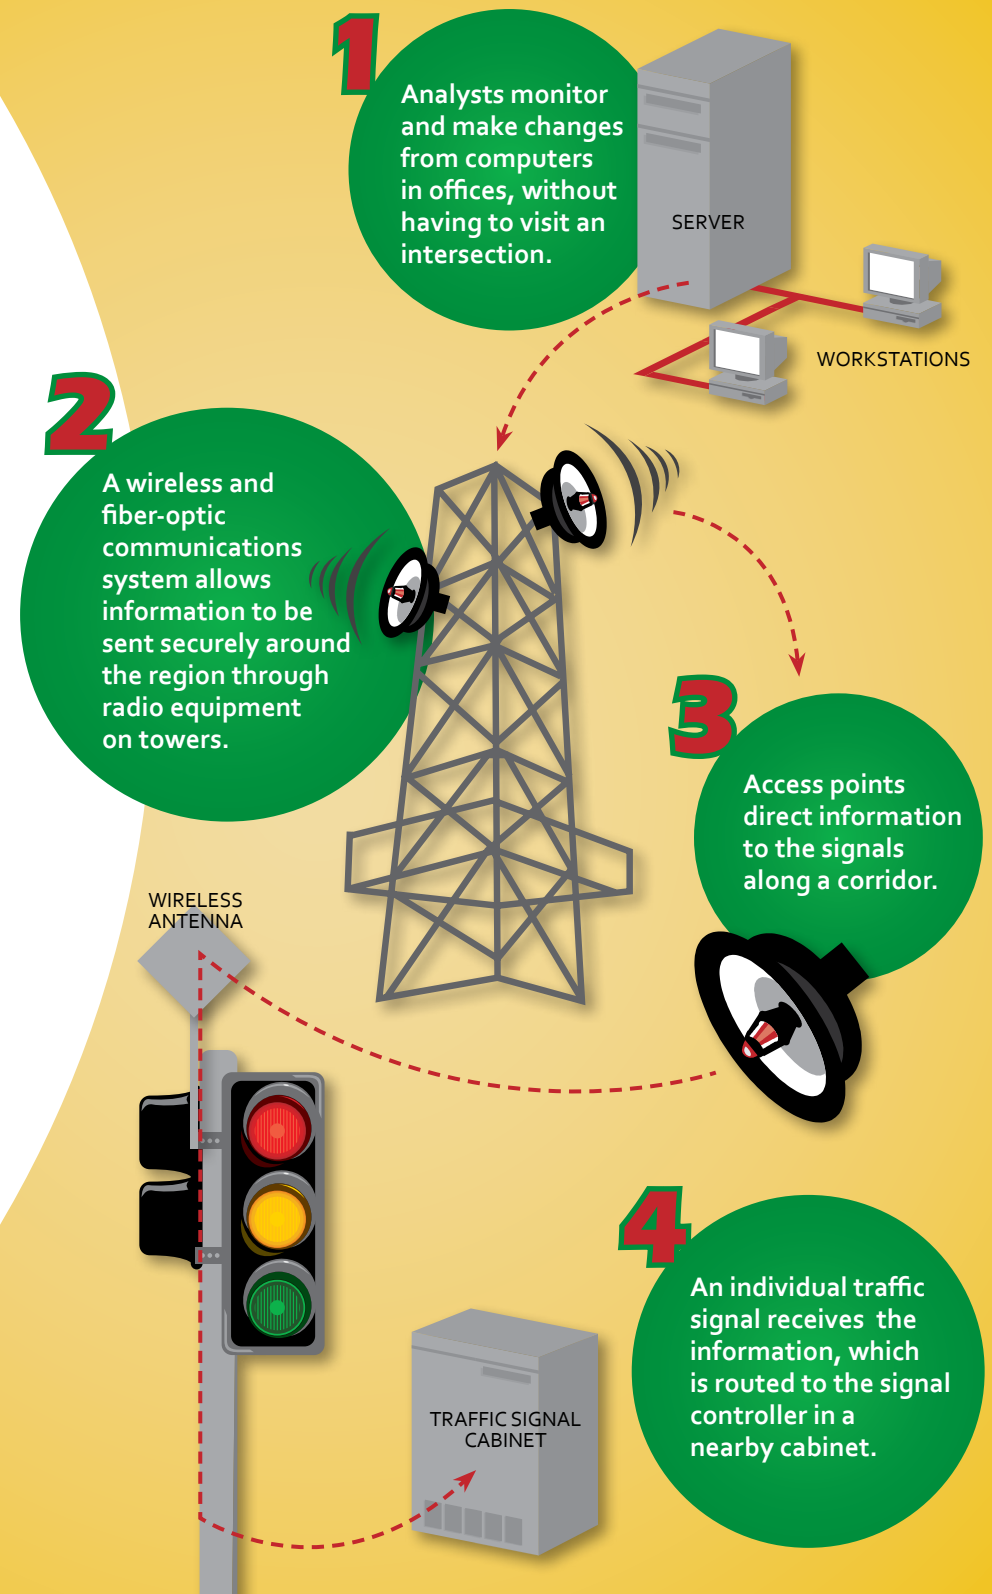 1
Analysts monitor
and make changes
from computers
in offices, without
having to visit an
intersection.
SERVER
WORKSTATIONS
2
A wireless and
fiber-optic
communications
system allows
information to be
sent securely around
the region through
radio equipment
on towers.
3
Access points
direct information
to the signals
along a corridor.
WIRELESS
ANTENNA
4
An individual traffic
signal receives  the
information, which
is routed to the signal
controller in a
nearby cabinet.
TRAFFIC SIGNAL
CABINET